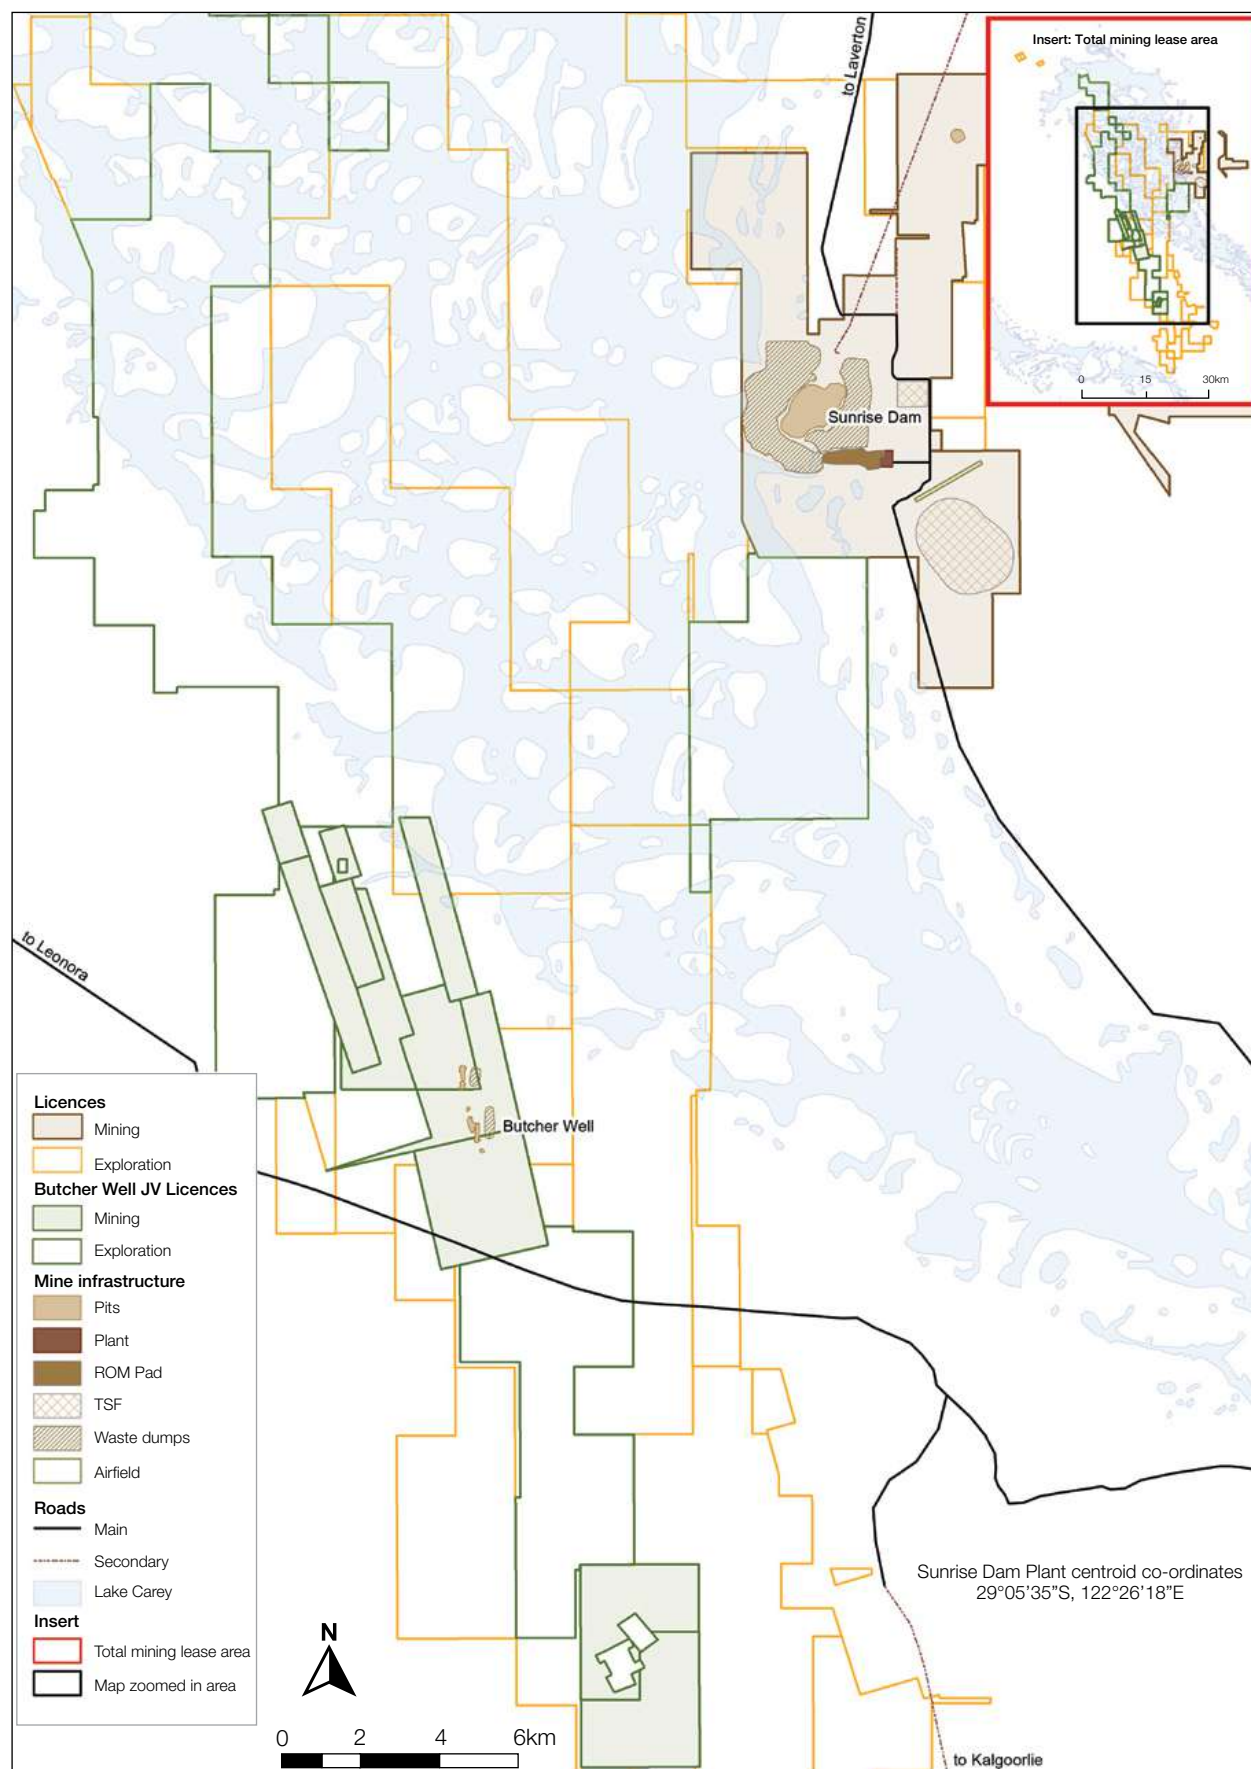 to Laverton
Insert: Total mining lease area
0 15 30km
Sunrise Dam
to Leonora
Butcher Well
Licences
Mining
Exploration
Butcher Well JV Licences
Mining
Exploration
Mine infrastructure
Pits
Plant
ROM Pad
TSF
Waste dumps
Airfield
Roads
Main
Secondary
Lake Carey
Insert
Total mining lease area
Map zoomed in area
N
0 2 4 6km
Sunrise Dam Plant centroid co-ordinates
29°05’35”S, 122°26’18”E
to Kalgoorlie